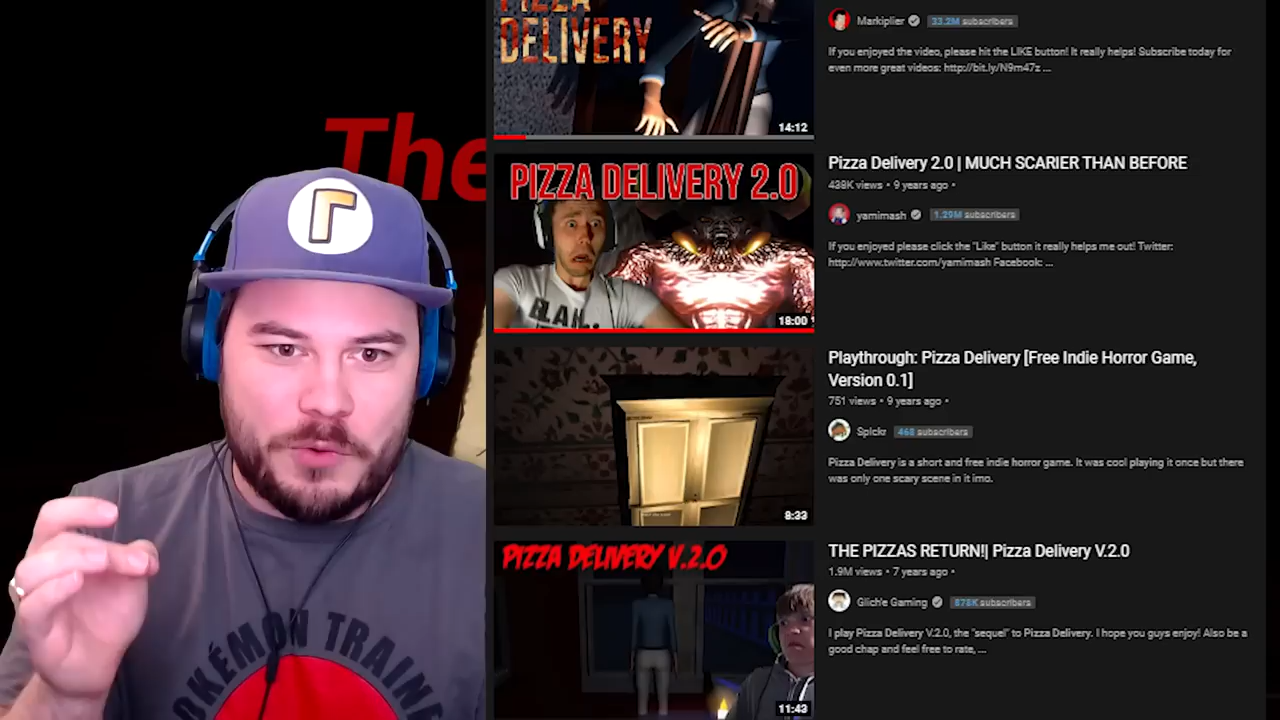 The
PIZZA
DELIVERY
14:12
Markiplier
33.2M subscribers
If you enjoyed the video, please hit the LIKE button! It really helps! Subscribe today for
even more great videos: http://bit.ly/N9m47z ...
PIZZA DELIVERY 2.0
18:00
Pizza Delivery 2.0 | MUCH SCARIER THAN BEFORE
438K views • 9 years ago •
yamimash
1.29M subscribers
If you enjoyed please click the "Like" button it really helps me out! Twitter:
http://www.twitter.com/yamimash Facebook: ...
8:33
Playthrough: Pizza Delivery [Free Indie Horror Game,
Version 0.1]
751 views • 9 years ago •
Spickr
468 subscribers
Pizza Delivery is a short and free indie horror game. It was cool playing it once but there
was only one scary scene in it imo.
PIZZA DELIVERY V.2.0
11:43
THE PIZZAS RETURN!| Pizza Delivery V.2.0
1.9M views • 7 years ago •
Glich'e Gaming
878K subscribers
I play Pizza Delivery V.2.0, the "sequel" to Pizza Delivery. I hope you guys enjoy! Also be a
good chap and feel free to rate, ...
POKÉMON TRAINE